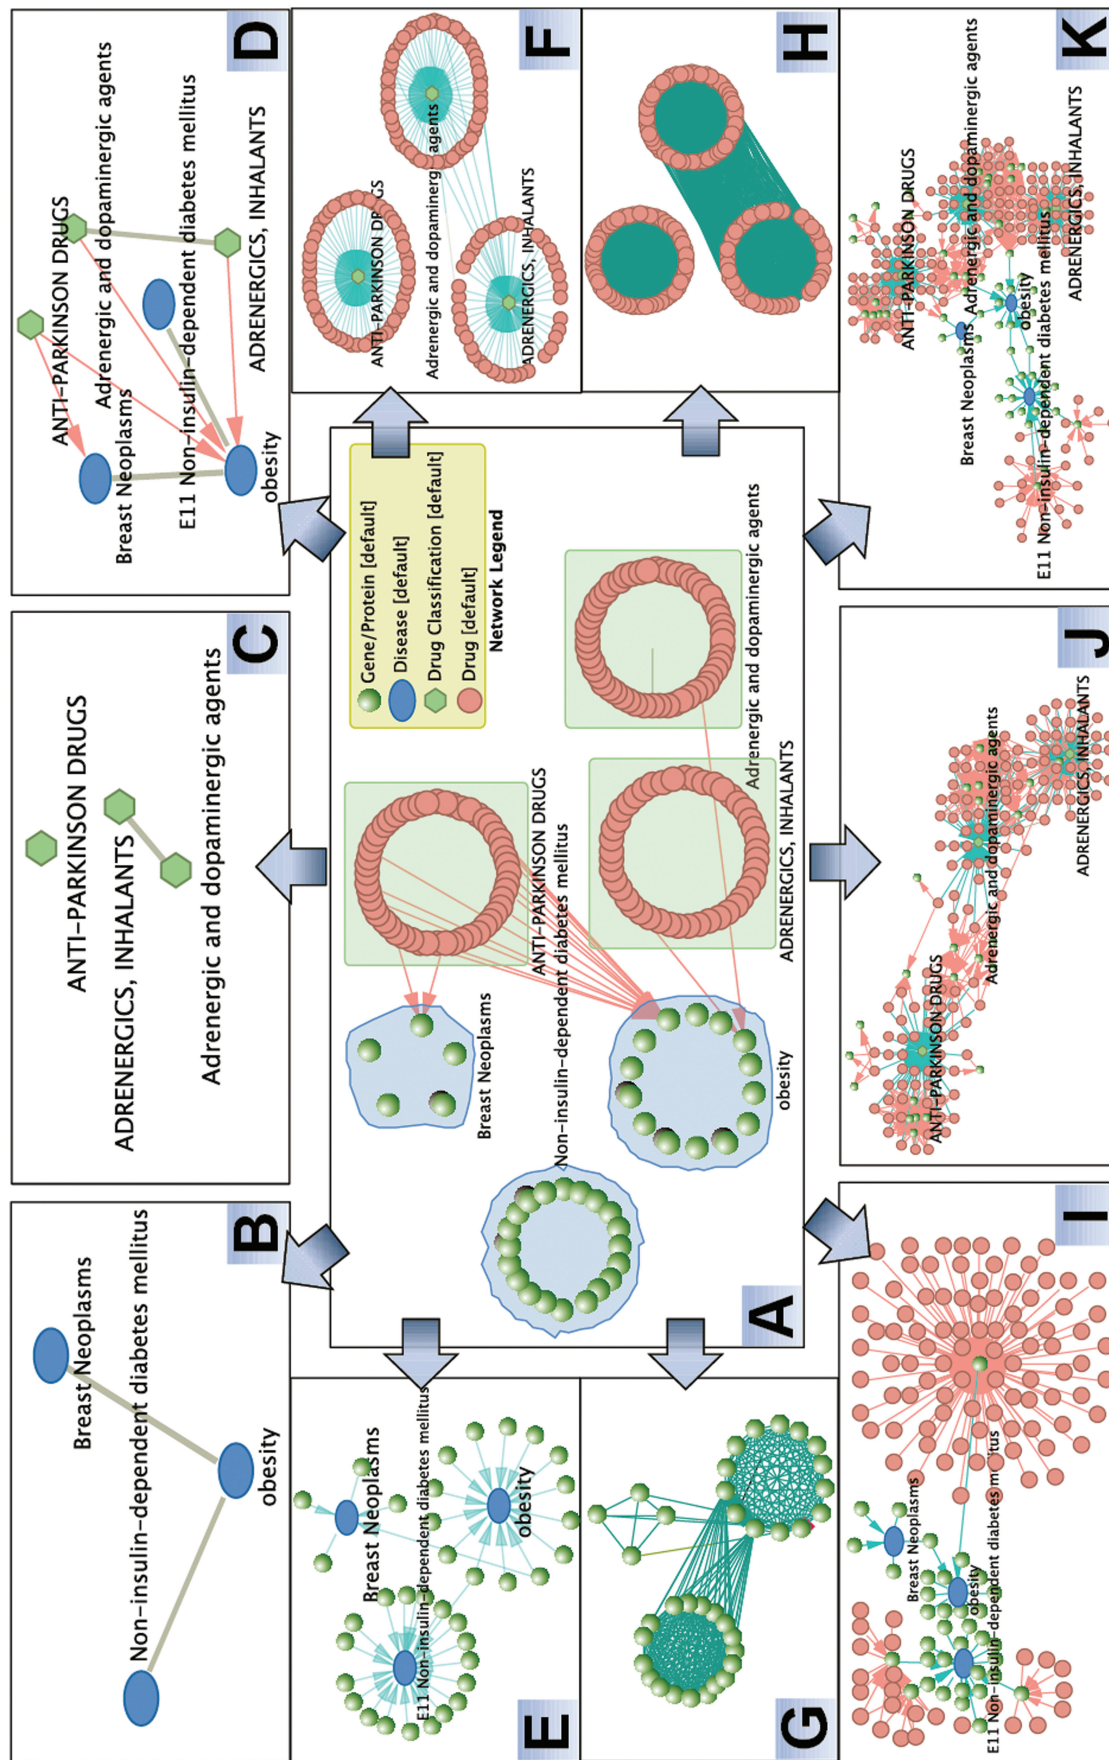 B
Breast Neoplasms
Non-insulin-dependent diabetes mellitus
obesity
C
ANTI-PARKINSON DRUGS
ADRENERGICS, INHALANTS
Adrenergic and dopaminergic agents
D
ANTI-PARKINSON DRUGS
Adrenergic and dopaminergic agents
Breast Neoplasms
E11 Non-insulin-dependent diabetes mellitus
ADRENERGICS, INHALANTS
obesity
E
Breast Neoplasms
E11 Non-insulin-dependent diabetes mellitus
obesity
A
Breast Neoplasms
Non-insulin-dependent diabetes mellitus
obesity
ANTI-PARKINSON DRUGS
ADRENERGICS, INHALANTS
Adrenergic and dopaminergic agents
Gene/Protein [default]
Disease [default]
Drug Classification [default]
Drug [default]
Network Legend
F
ANTI-PARKINSON DRUGS
Adrenergic and dopaminergic agents
ADRENERGICS, INHALANTS
G
H
I
Breast Neoplasms
obesity
E11 Non-insulin-dependent diabetes mellitus
J
ANTI-PARKINSON DRUGS
Adrenergic and dopaminergic agents
ADRENERGICS, INHALANTS
K
ANTI-PARKINSON DRUGS
Breast Neoplasms
Adrenergic and dopaminergic agents
obesity
E11 Non-insulin-dependent diabetes mellitus
ADRENERGICS, INHALANTS